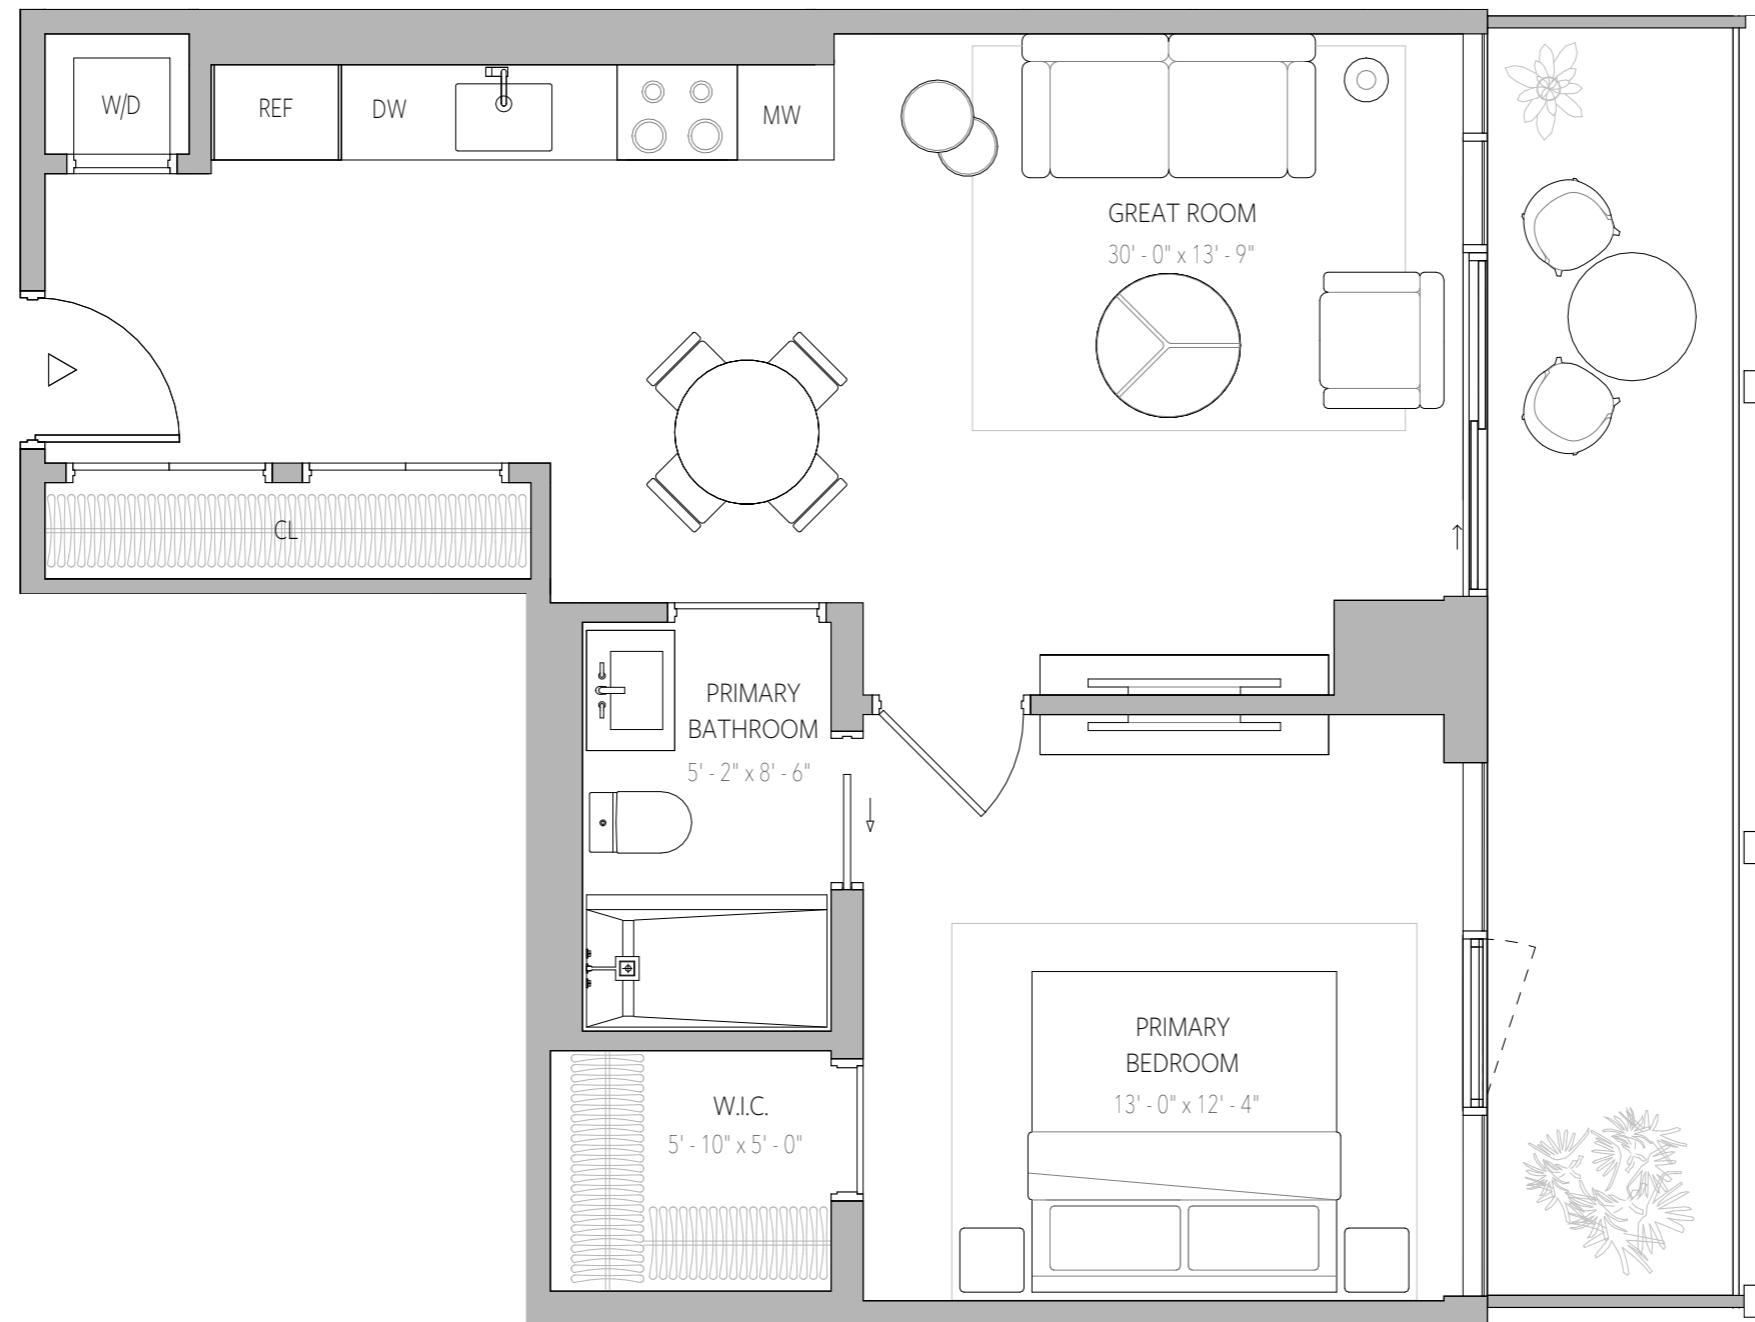 W/D
REF
DW
MW
GREAT ROOM
30' - 0" x 13' - 9"
CL
PRIMARY
BATHROOM
5' - 2" x 8' - 6"
PRIMARY
BEDROOM
13' - 0" x 12' - 4"
W.I.C.
5' - 10" x 5' - 0"